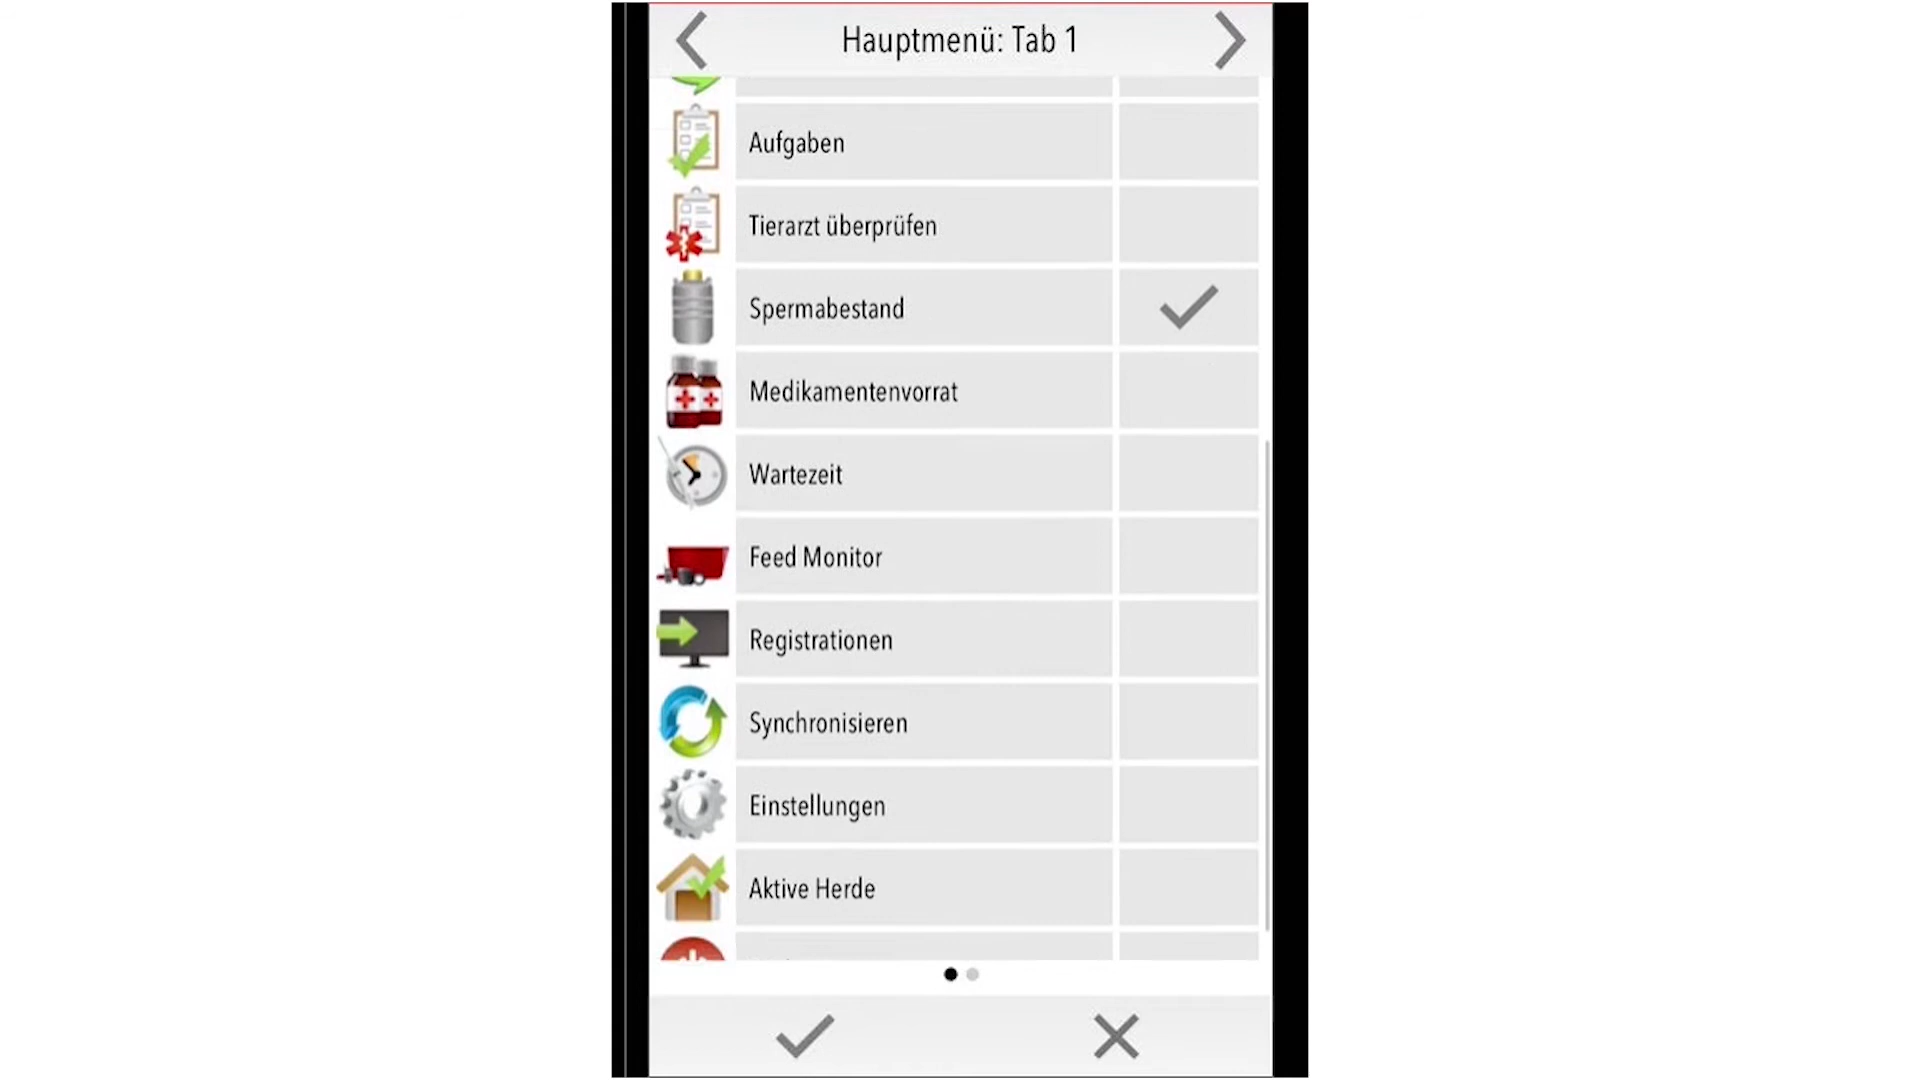 Hauptmenü: Tab 1
Aufgaben
Tierarzt überprüfen
Spermabestand
Medikamentenvorrat
Wartezeit
Feed Monitor
Registrationen
Synchronisieren
Einstellungen
Aktive Herde